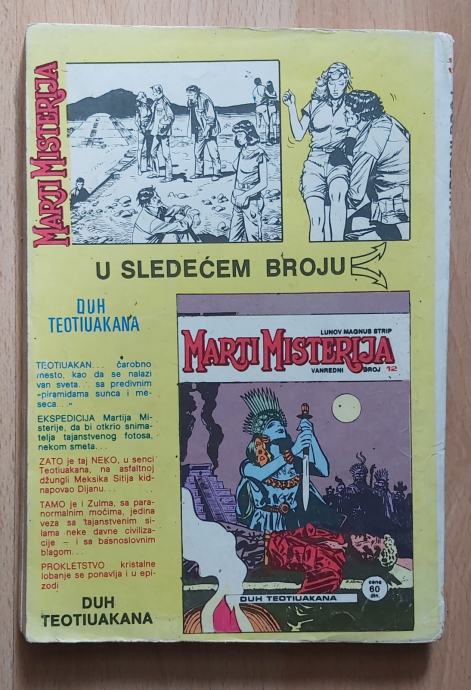 MARTI MISTERIJA
U SLEDEĆEM BROJU
DUH
TEOTIUAKANA
TEOTIUAKAN... čarobno
mesto, kao da se nalazi
van sveta... sa predivnim
»piramidama sunca i me-
seca...«
EKSPEDICIJA Martija Mi-
sterije, da bi otkrio snima-
telja tajanstvenog fotosa,
nekom smeta...
ZATO je taj NEKO, u senci
Teotiuakana, na asfaltnoj
džungli Meksika Sitija kid-
napovao Dijanu...
TAMO je i Zulma, sa para-
normalnim moćima, jedina
veza sa tajanstvenim si-
lama neke davne civiliza-
cije – i sa basnoslovnim
blagom...
PROKLETSTVO kristalne
lobanje se ponavlja i u epi-
zodi
DUH
TEOTIUAKANA
LUNOV MAGNUS STRIP
MARTI MISTERIJA
VANREDNI BROJ 12
cena
60
din.
DUH TEOTIUAKANA